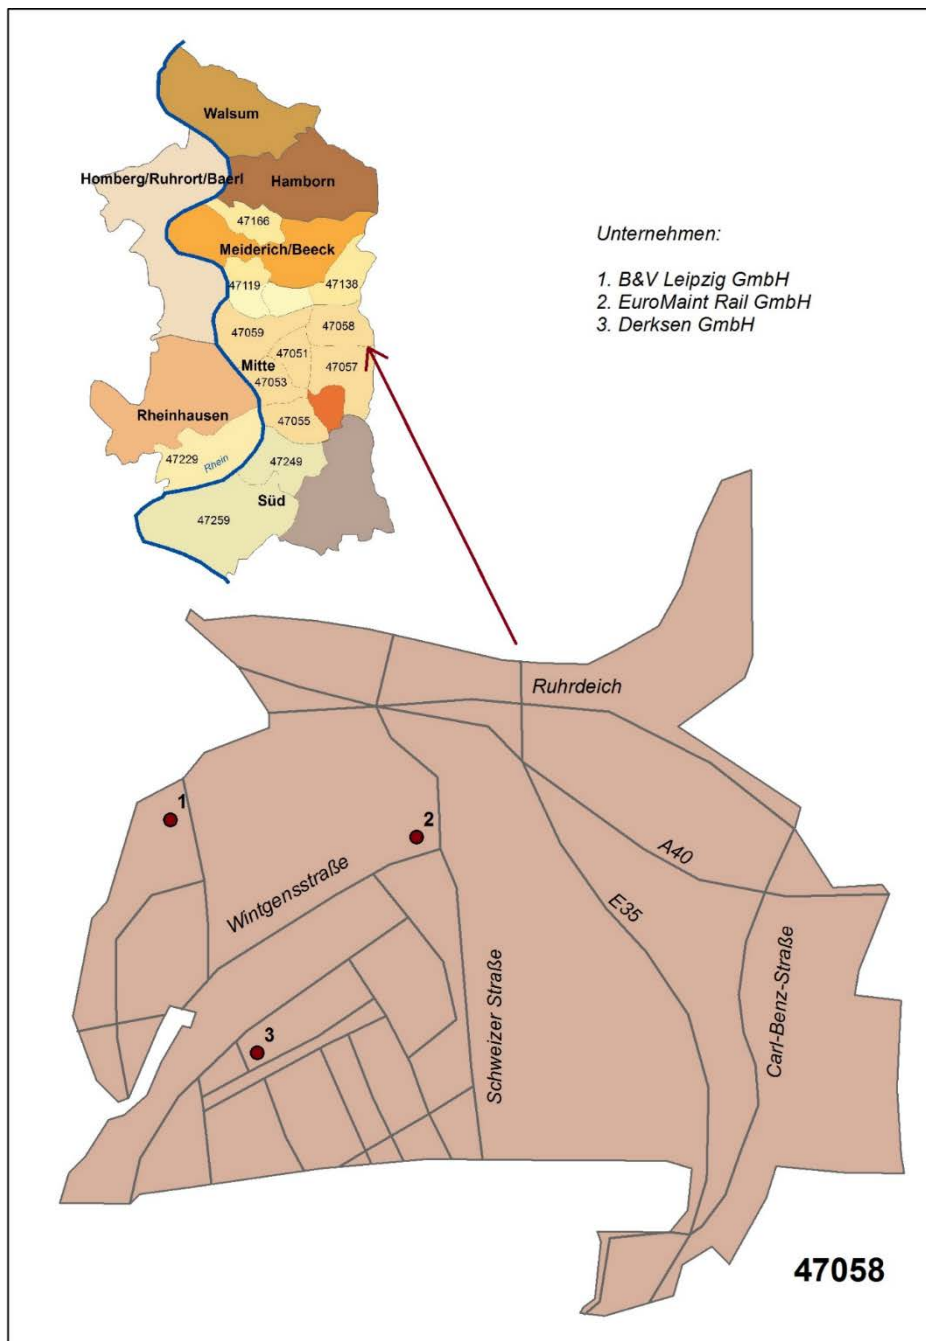 Walsum
Homberg/Ruhrort/Baerl
Hamborn
47166
Meiderich/Beeck
47119
47138
47059
47058
47051
Mitte
47057
47053
Rheinhausen
47055
47229
Rhein
47249
Süd
47259
Unternehmen:
1. B&V Leipzig GmbH
2. EuroMaint Rail GmbH
3. Derksen GmbH
Ruhrdeich
1
2
A40
Wintgensstraße
E35
Carl-Benz-Straße
Schweizer Straße
3
47058